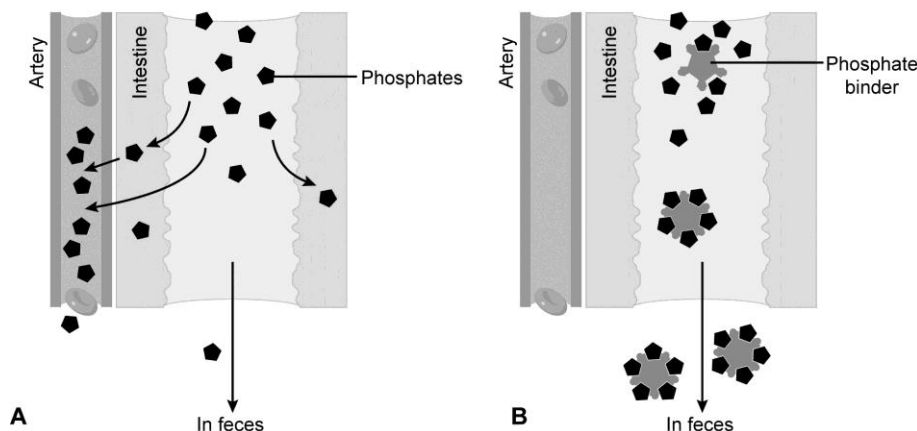 Artery
Intestine
Phosphates
A
In feces
Artery
Intestine
Phosphate
binder
B
In feces